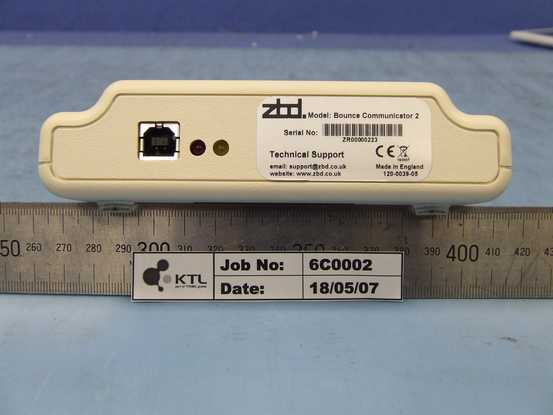 zbd. Model: Bounce Communicator 2
Serial No:
ZR00000223
Technical Support
email: support@zbd.co.uk
website: www.zbd.co.uk
CE
Made in England
120-0039-05
50 260 270 280 290 300 310 320 330 340 350 360 370 380 390 400 410 420 430
KTL
Job No: 6C0002
Date: 18/05/07